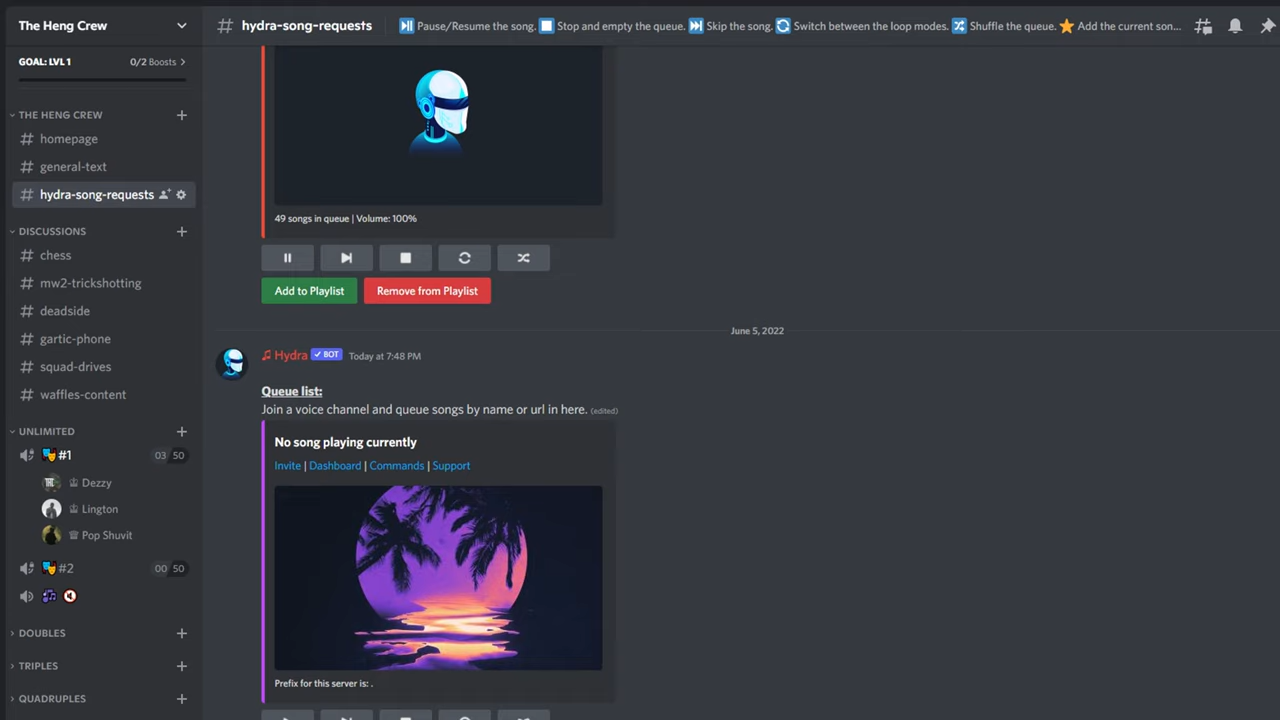 The Heng Crew
hydra-song-requests
Pause/Resume the song. Stop and empty the queue. Skip the song. Switch between the loop modes. Shuffle the queue. Add the current son...
GOAL: LVL 1
0/2 Boosts
THE HENG CREW
homepage
general-text
hydra-song-requests
DISCUSSIONS
chess
mw2-trickshotting
deadside
gartic-phone
squad-drives
waffles-content
UNLIMITED
#1
03 50
Dezzy
Lington
Pop Shuvit
#2
00 50
DOUBLES
TRIPLES
QUADRUPLES
49 songs in queue | Volume: 100%
Add to Playlist
Remove from Playlist
June 5, 2022
Hydra BOT Today at 7:48 PM
Queue list:
Join a voice channel and queue songs by name or url in here. (edited)
No song playing currently
Invite | Dashboard | Commands | Support
Prefix for this server is: .